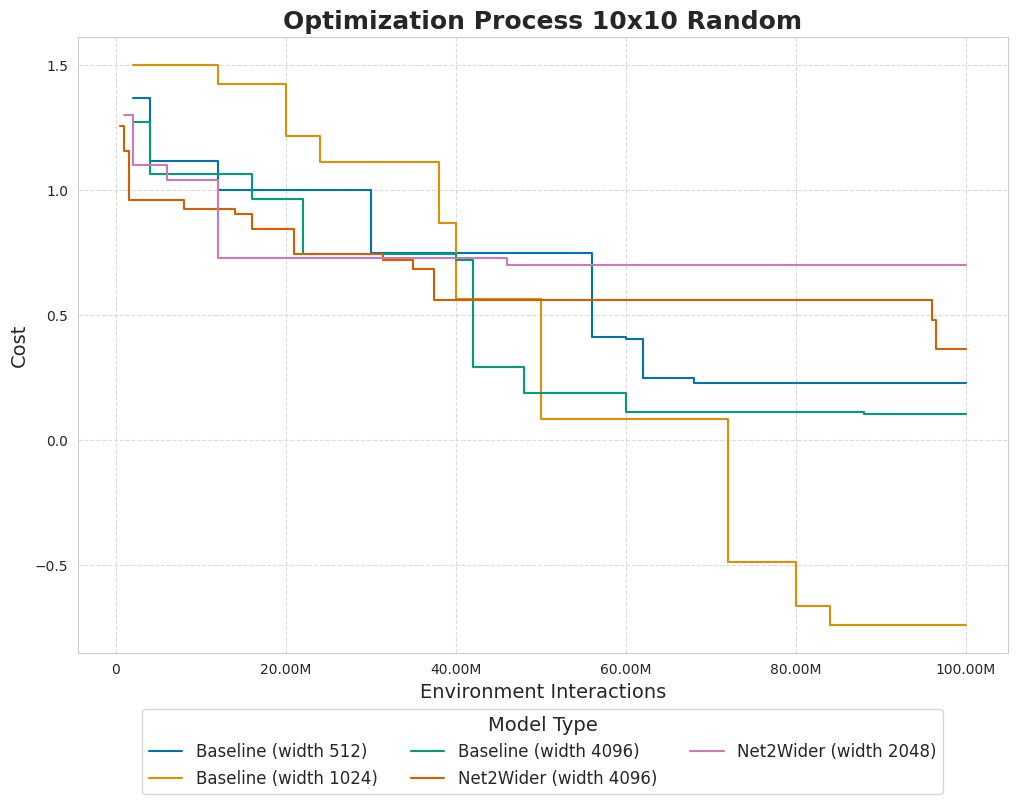 Optimization Process 10x10 Random
Cost
1.5
1.0
0.5
0.0
−0.5
0 20.00M 40.00M 60.00M 80.00M 100.00M
Environment Interactions
Model Type
Baseline (width 512) Baseline (width 4096) Net2Wider (width 2048)
Baseline (width 1024) Net2Wider (width 4096)